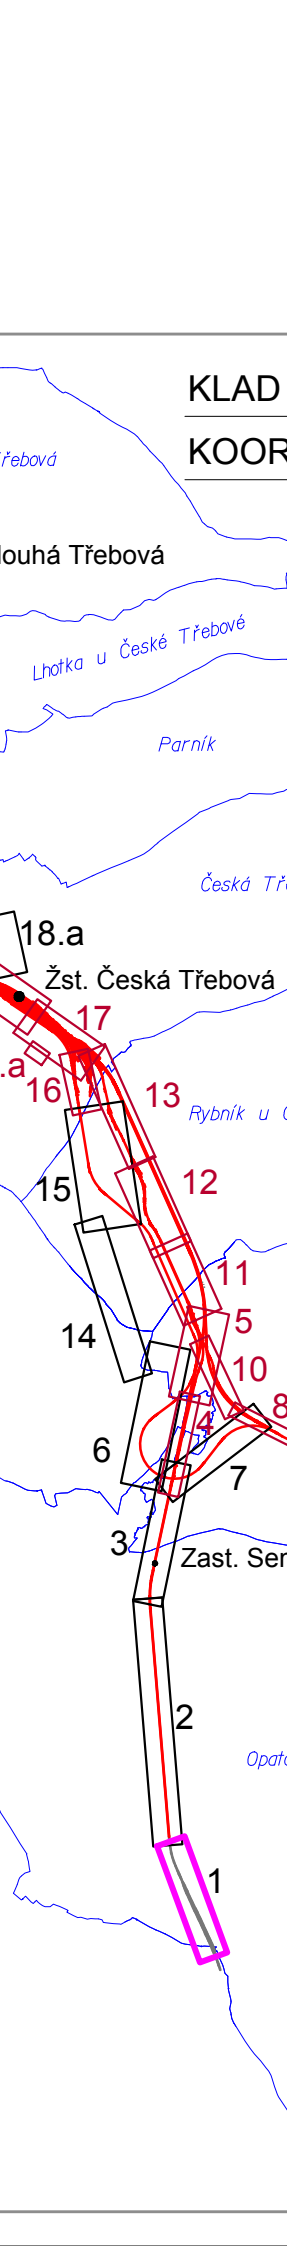 KLAD
KOOR
řebová
louhá Třebová
Lhotka u České Třebové
Parník
Česká Tř
18.a
Žst. Česká Třebová
17
.a
16
13
Rybník u
12
15
11
5
14
10
8
4
6
7
3
Zast. Ser
2
Opato
1